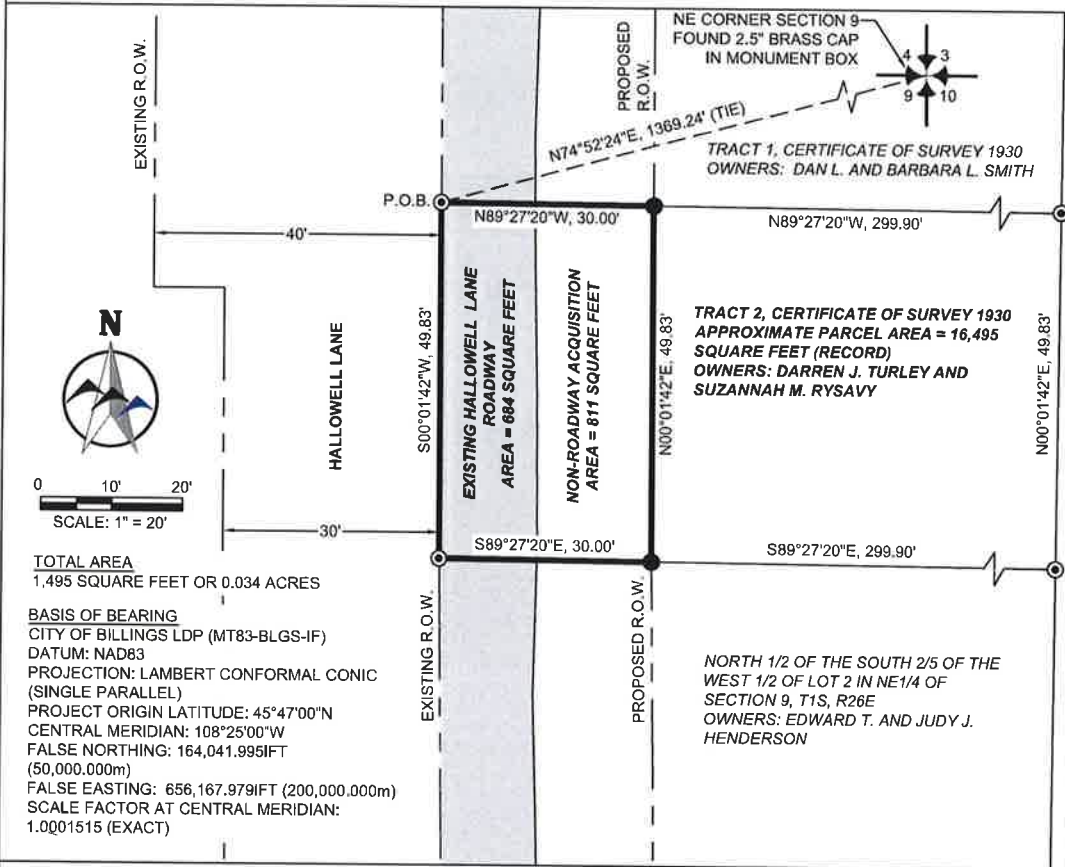 NE CORNER SECTION 9
FOUND 2.5" BRASS CAP
IN MONUMENT BOX
4 3
9 10
EXISTING R.O.W.
PROPOSED
R.O.W.
N74°52'24"E, 1369.24' (TIE)
TRACT 1, CERTIFICATE OF SURVEY 1930
OWNERS: DAN L. AND BARBARA L. SMITH
P.O.B.
N89°27'20"W, 30.00'
N89°27'20"W, 299.90'
40'
HALLOWELL LANE
S00°01'42"W, 49.83'
EXISTING HALLOWELL LANE
ROADWAY
AREA = 684 SQUARE FEET
NON-ROADWAY ACQUISITION
AREA = 811 SQUARE FEET
N00°01'42"E, 49.83'
TRACT 2, CERTIFICATE OF SURVEY 1930
APPROXIMATE PARCEL AREA = 16,495
SQUARE FEET (RECORD)
OWNERS: DARREN J. TURLEY AND
SUZANNAH M. RYSAVY
N00°01'42"E, 49.83'
N
0 10' 20'
SCALE: 1" = 20'
30'
S89°27'20"E, 30.00'
S89°27'20"E, 299.90'
TOTAL AREA
1,495 SQUARE FEET OR 0.034 ACRES
BASIS OF BEARING
CITY OF BILLINGS LDP (MT83-BLGS-IF)
DATUM: NAD83
PROJECTION: LAMBERT CONFORMAL CONIC
(SINGLE PARALLEL)
PROJECT ORIGIN LATITUDE: 45°47'00"N
CENTRAL MERIDIAN: 108°25'00"W
FALSE NORTHING: 164,041.995IFT
(50,000.000m)
FALSE EASTING: 656,167.979IFT (200,000.000m)
SCALE FACTOR AT CENTRAL MERIDIAN:
1.0001515 (EXACT)
EXISTING R.O.W.
PROPOSED R.O.W.
NORTH 1/2 OF THE SOUTH 2/5 OF THE
WEST 1/2 OF LOT 2 IN NE1/4 OF
SECTION 9, T1S, R26E
OWNERS: EDWARD T. AND JUDY J.
HENDERSON